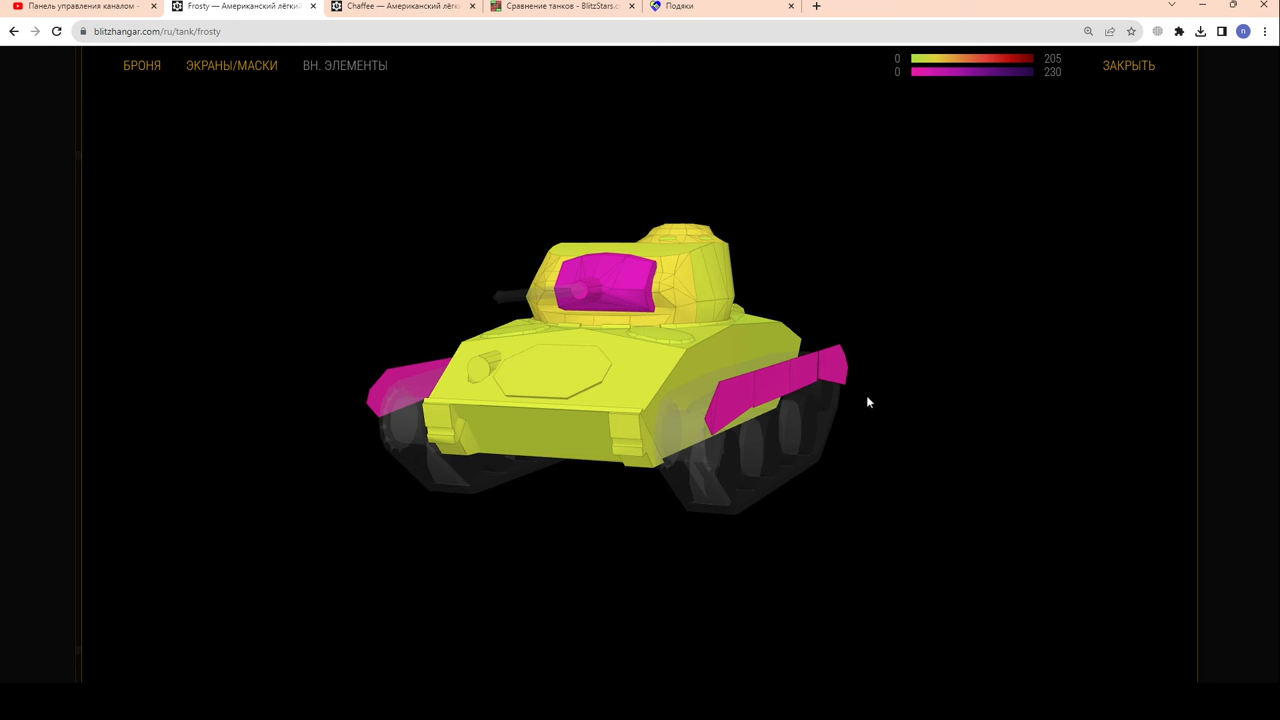 Панель управления каналом -
Frosty — Американский лёгкий
Chaffee — Американский лёгк
Сравнение танков - BlitzStars.c
Подяки
blitzhangar.com/ru/tank/frosty
n
БРОНЯ ЭКРАНЫ/МАСКИ ВН. ЭЛЕМЕНТЫ
0 205
0 230
ЗАКРЫТЬ